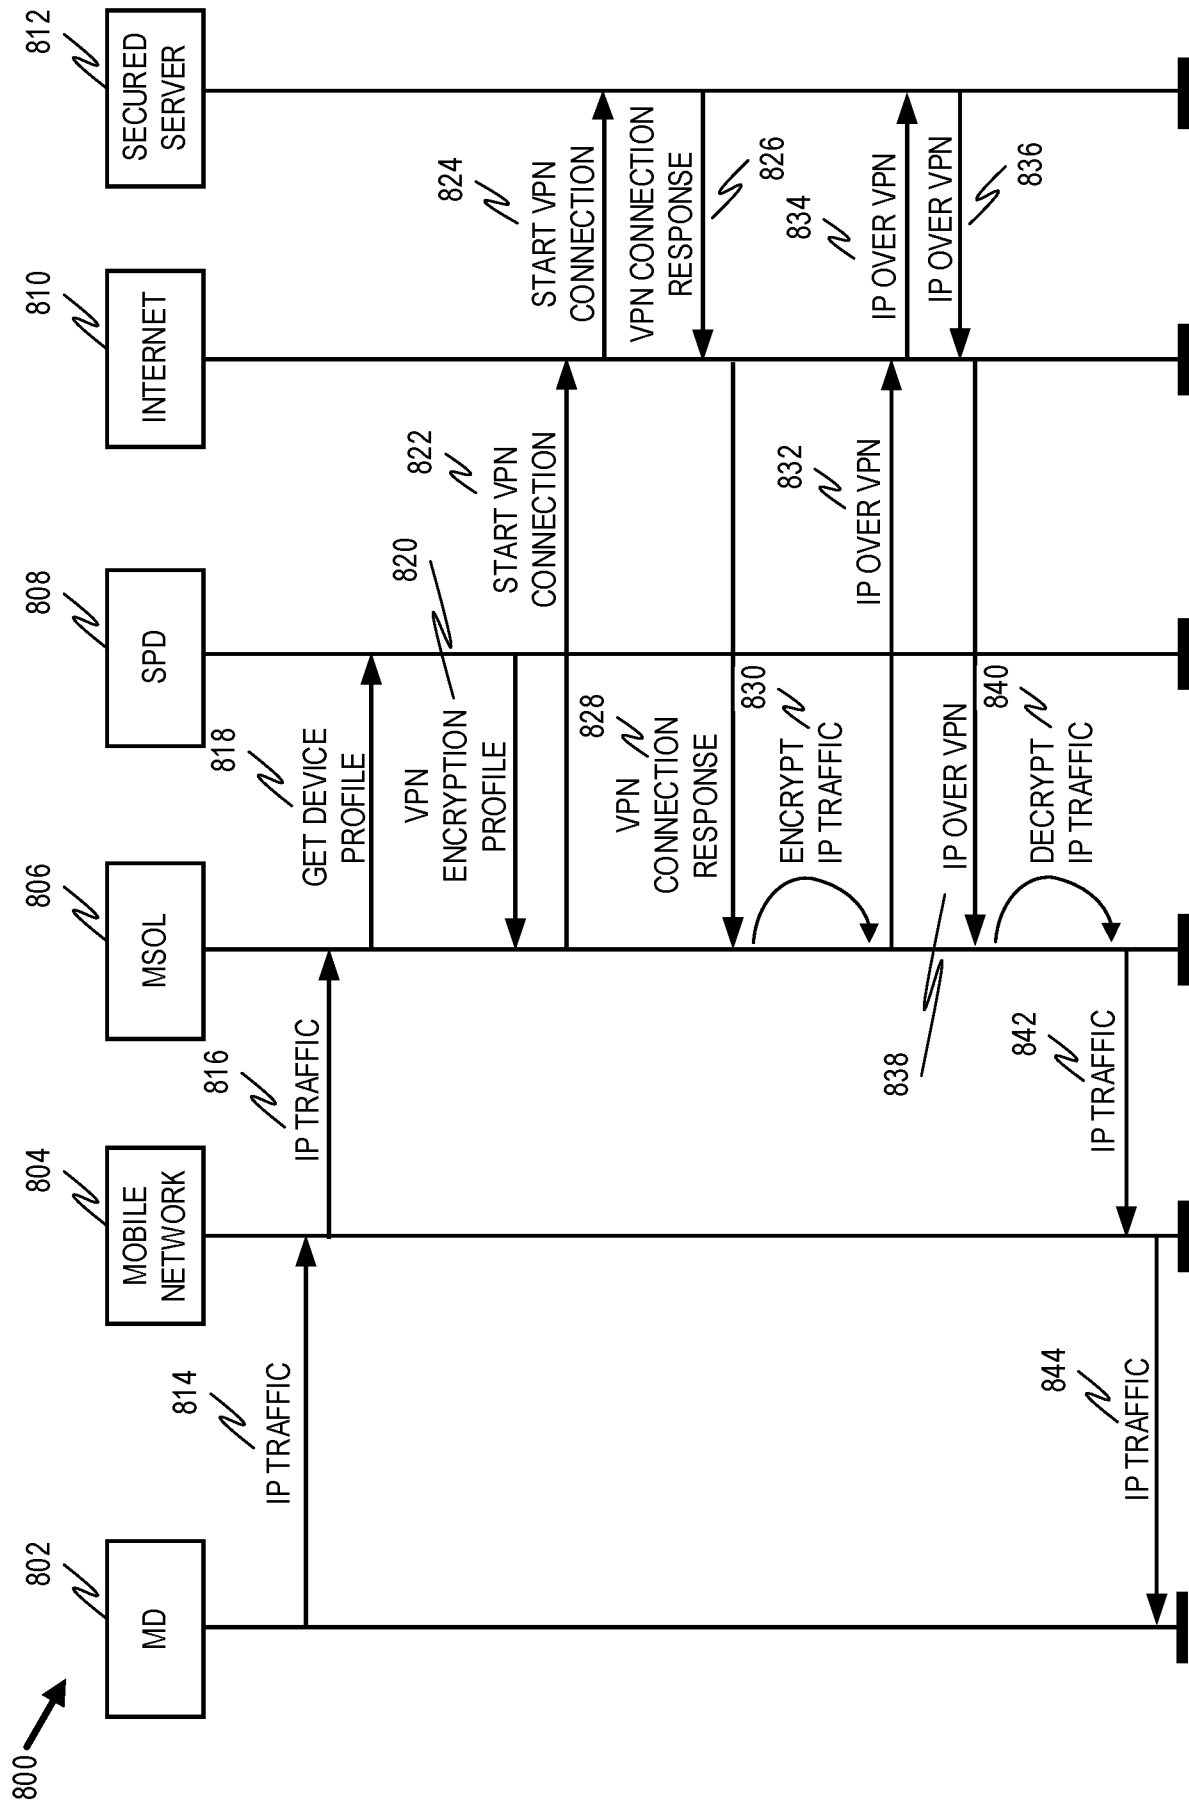 800
802
804
806
808
810
812
MD
MOBILE
NETWORK
MSOL
SPD
INTERNET
SECURED
SERVER
814
IP TRAFFIC
816
IP TRAFFIC
818
GET DEVICE
PROFILE
820
VPN
ENCRYPTION
PROFILE
822
START VPN
CONNECTION
824
START VPN
CONNECTION
VPN CONNECTION
RESPONSE
826
828
VPN
CONNECTION
RESPONSE
830
ENCRYPT
IP TRAFFIC
832
IP OVER VPN
834
IP OVER VPN
IP OVER VPN
836
838
IP OVER VPN
840
DECRYPT
IP TRAFFIC
842
IP TRAFFIC
844
IP TRAFFIC